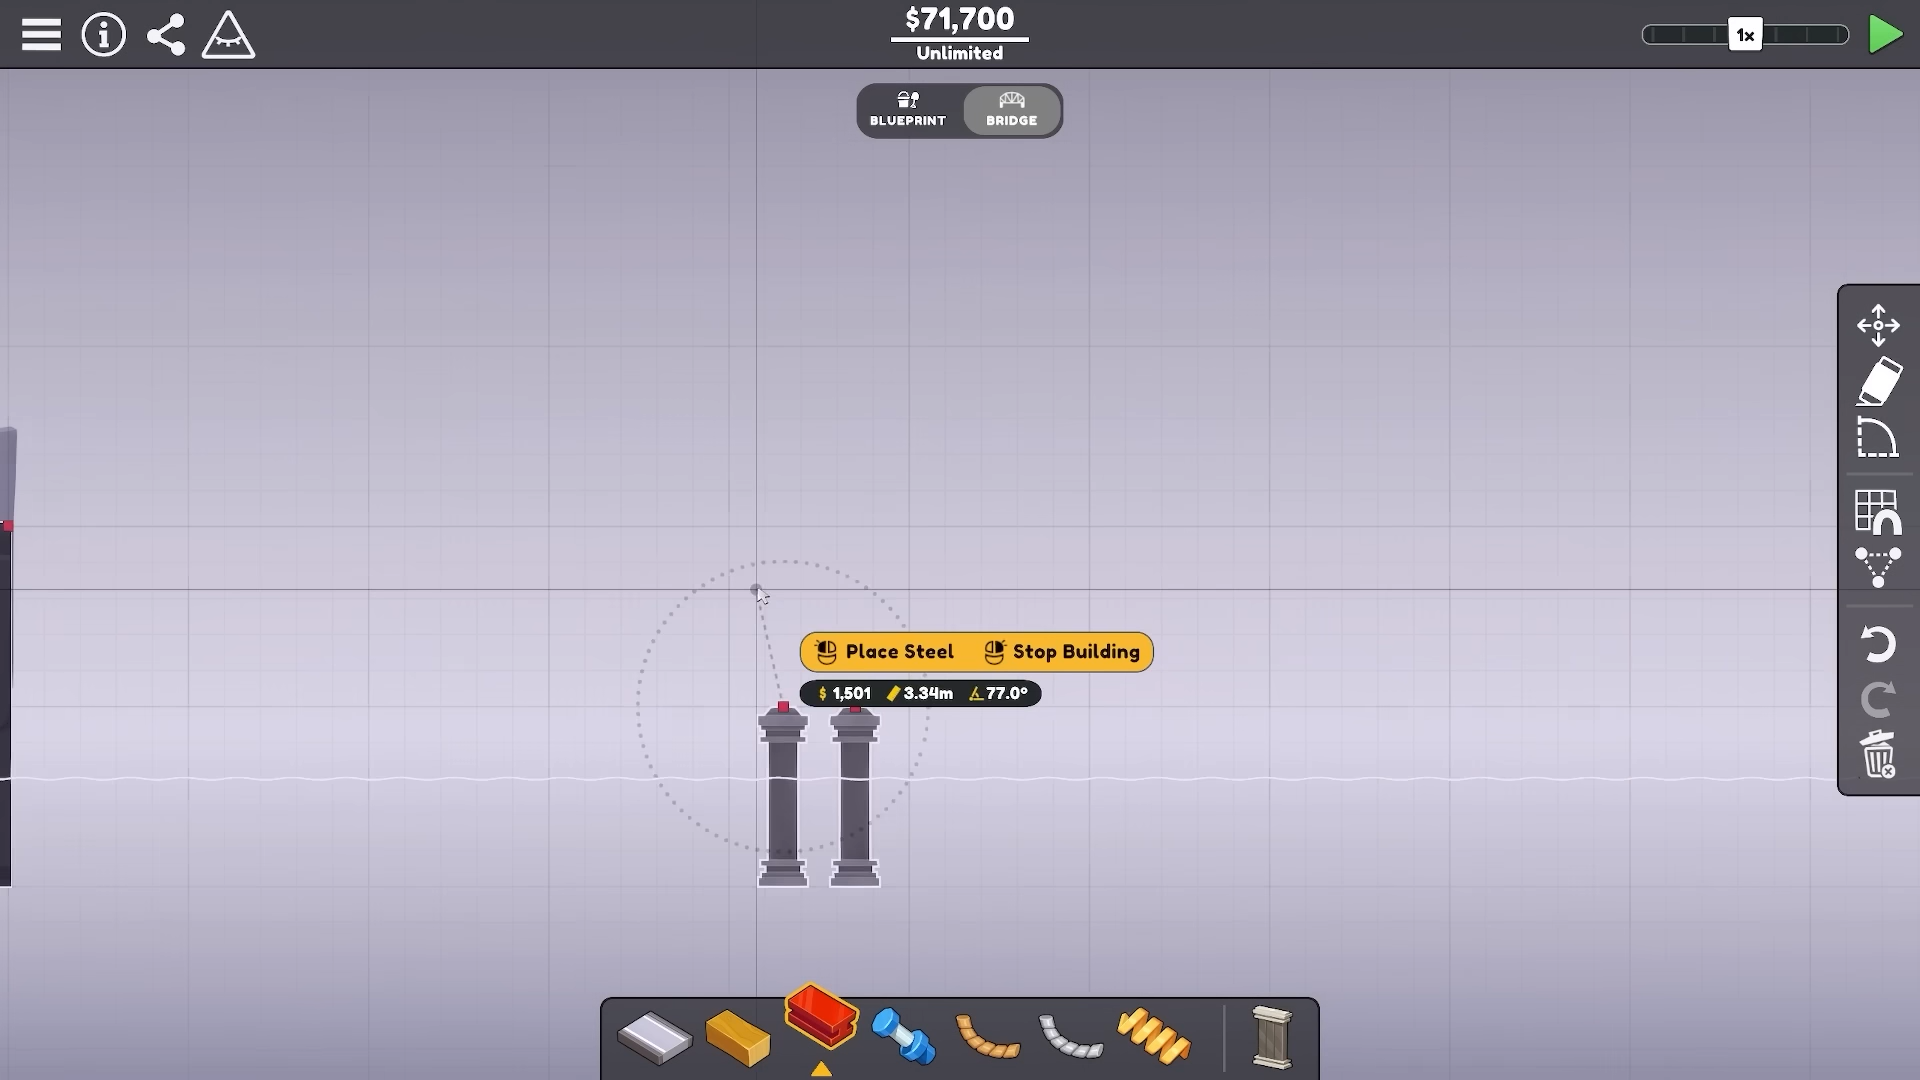 $71,700
Unlimited
1x
BLUEPRINT
BRIDGE
Place Steel
Stop Building
$ 1,501 3.34m 77.0°